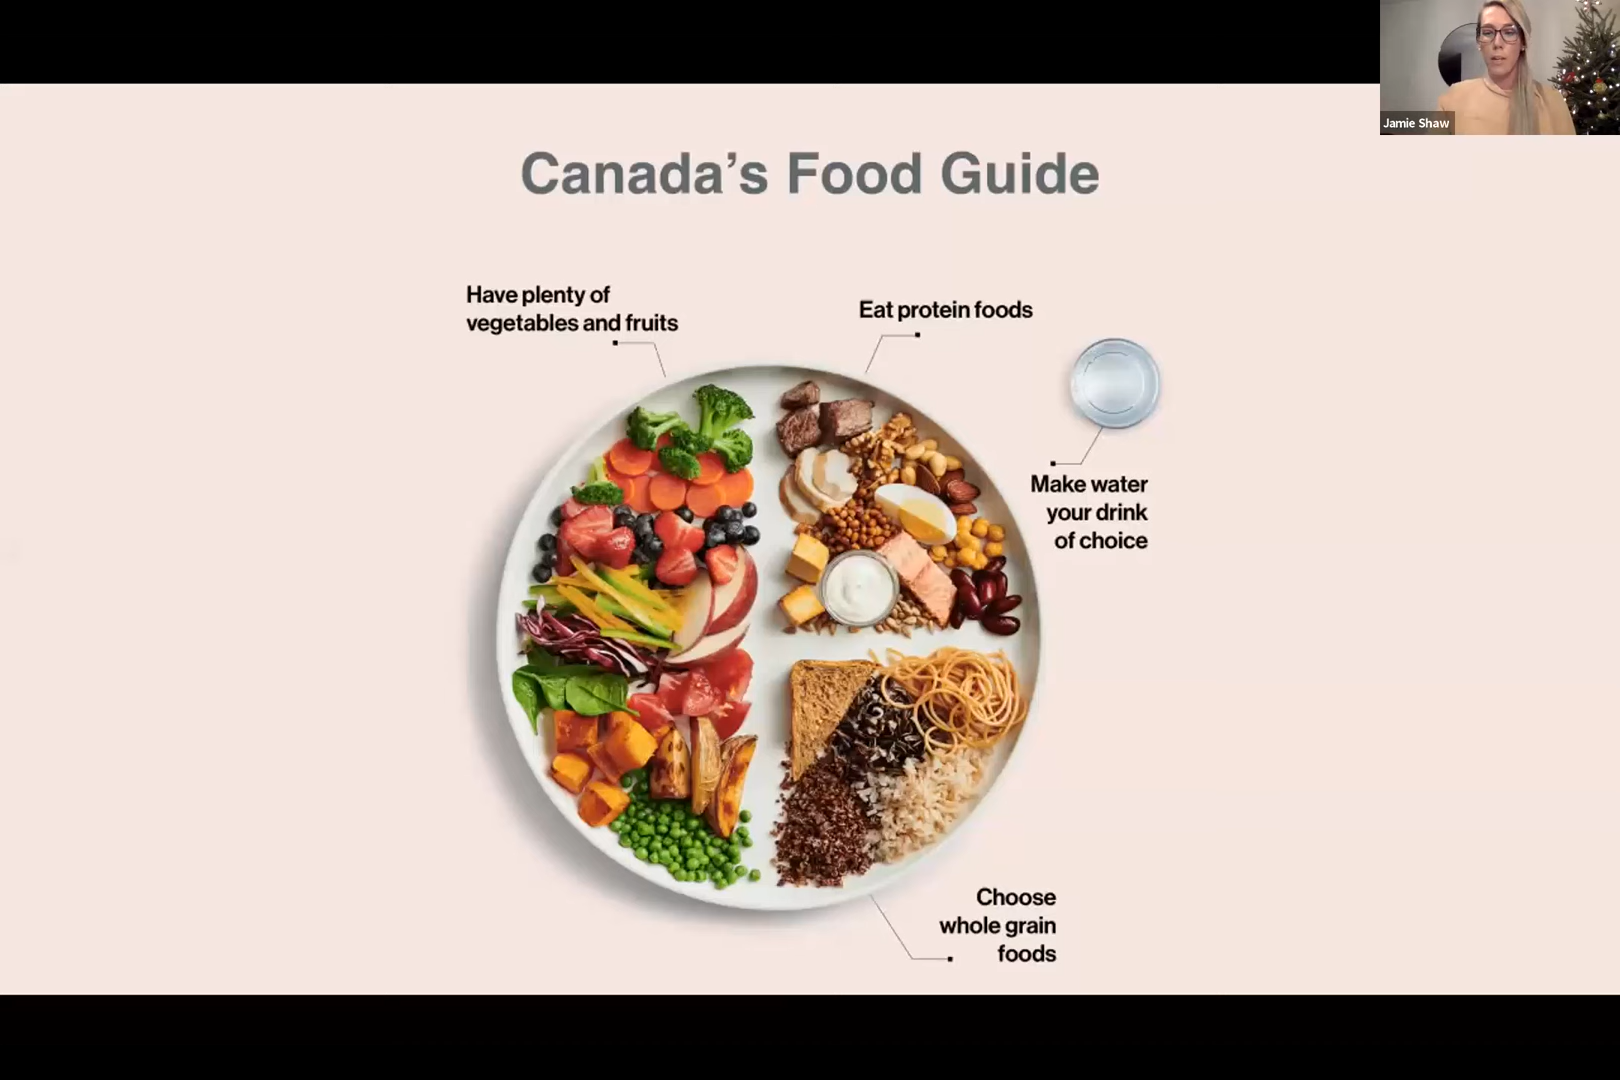 Jamie Shaw
Canada’s Food Guide
Have plenty of
vegetables and fruits
Eat protein foods
Make water
your drink
of choice
Choose
whole grain
foods